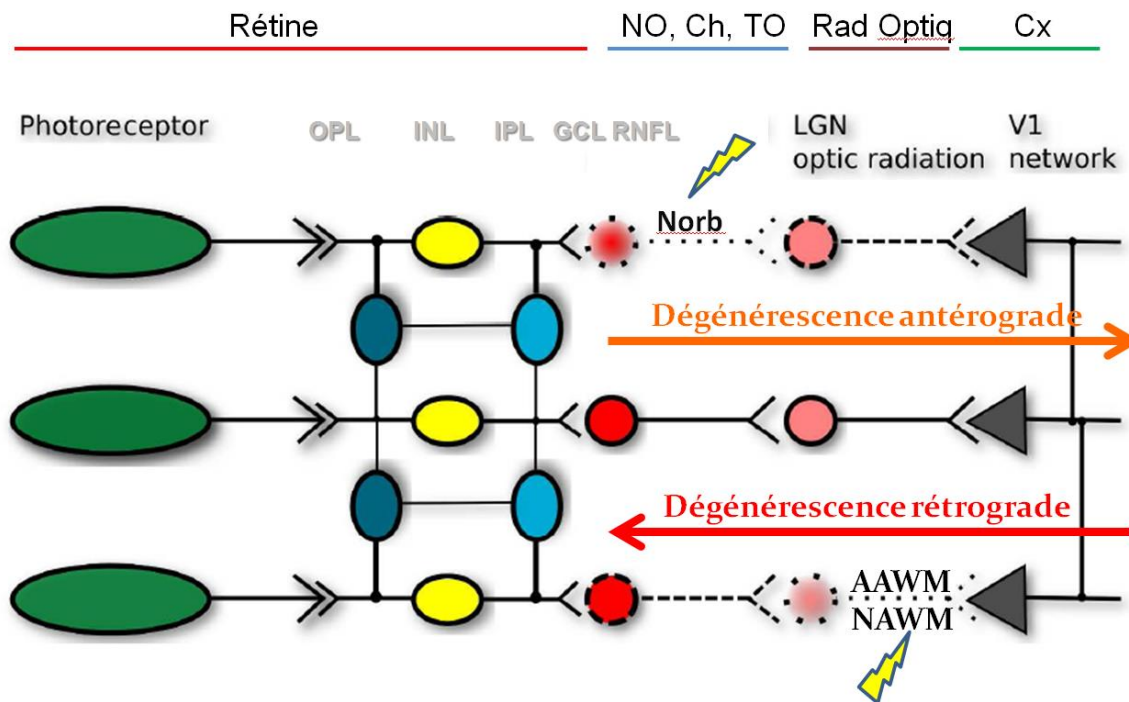 Rétine NO, Ch, TO Rad Optiq Cx
Photoreceptor OPL INL IPL GCL RNFL LGN optic radiation V1 network
Norb
Dégénérescence antérograde
Dégénérescence rétrograde
AAWM
NAWM